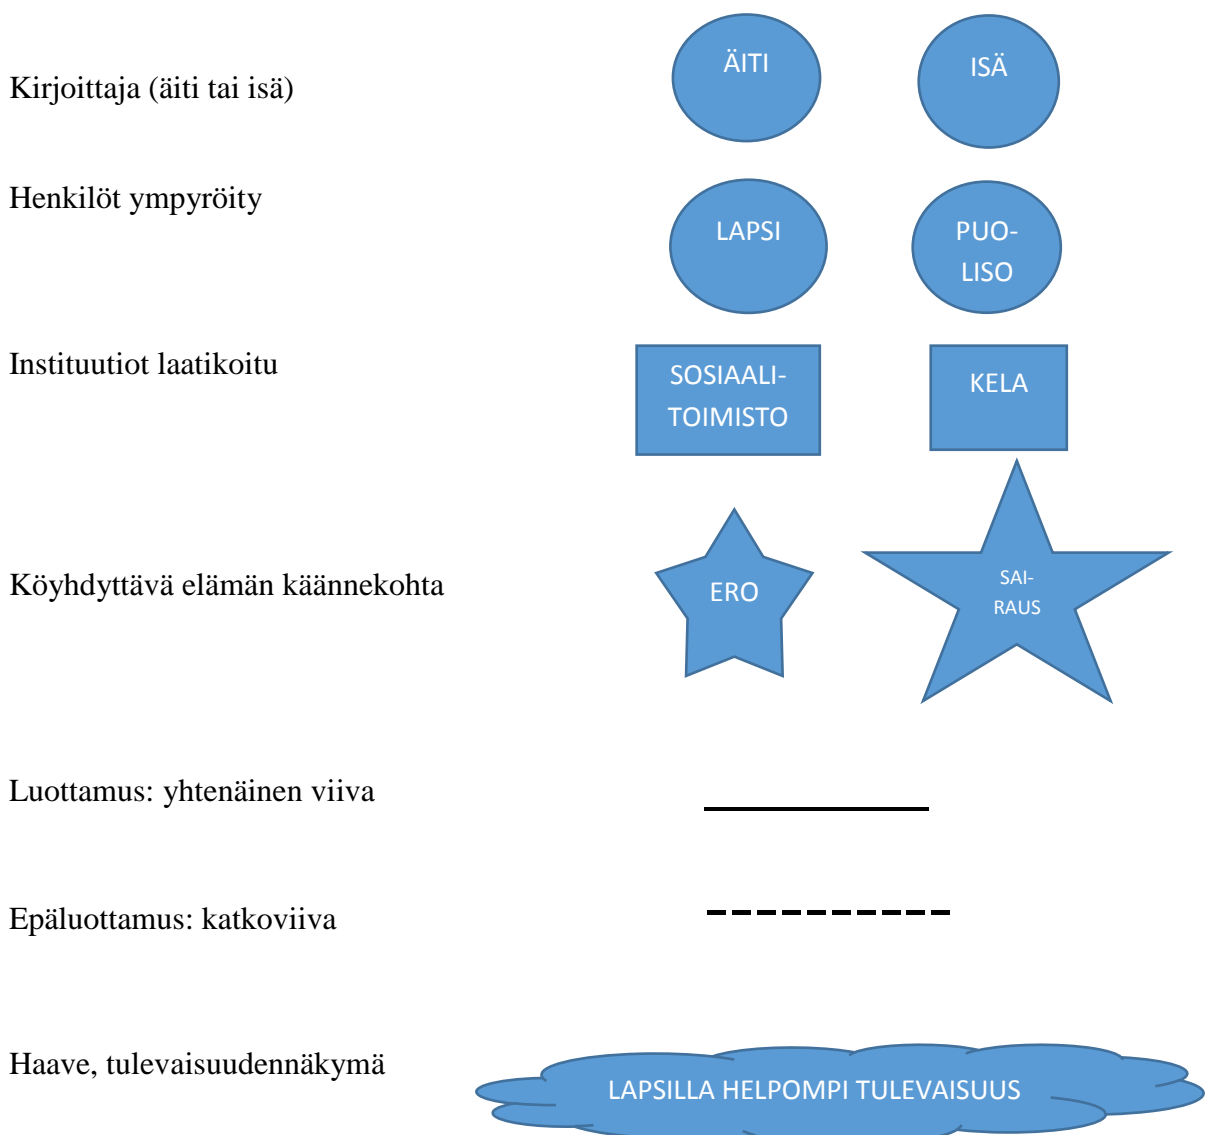 Kirjoittaja (äiti tai isä)
ÄITI
ISÄ
Henkilöt ympyröity
LAPSI
PUO-
LISO
Instituutiot laatikoitu
SOSIAALI-
TOIMISTO
KELA
Köyhdyttävä elämän käännekohta
ERO
SAI-
RAUS
Luottamus: yhtenäinen viiva
Epäluottamus: katkoviiva
Haave, tulevaisuudennäkymä
LAPSILLA HELPOMPI TULEVAISUUS